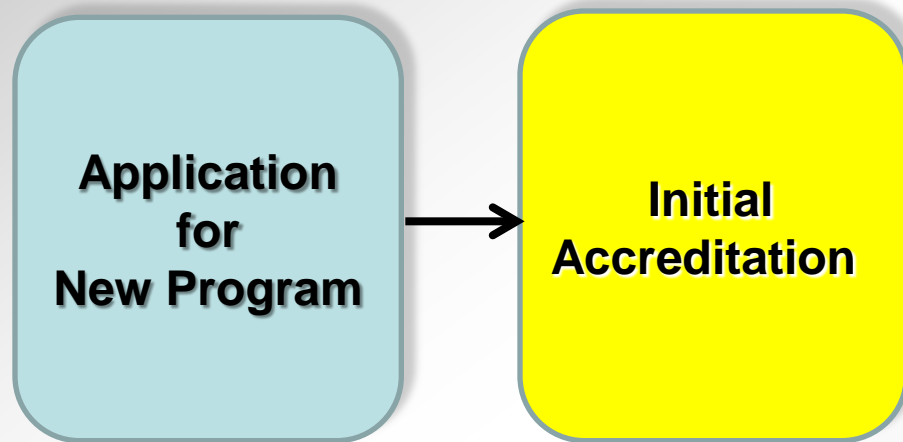 Application
for
New Program
Initial
Accreditation